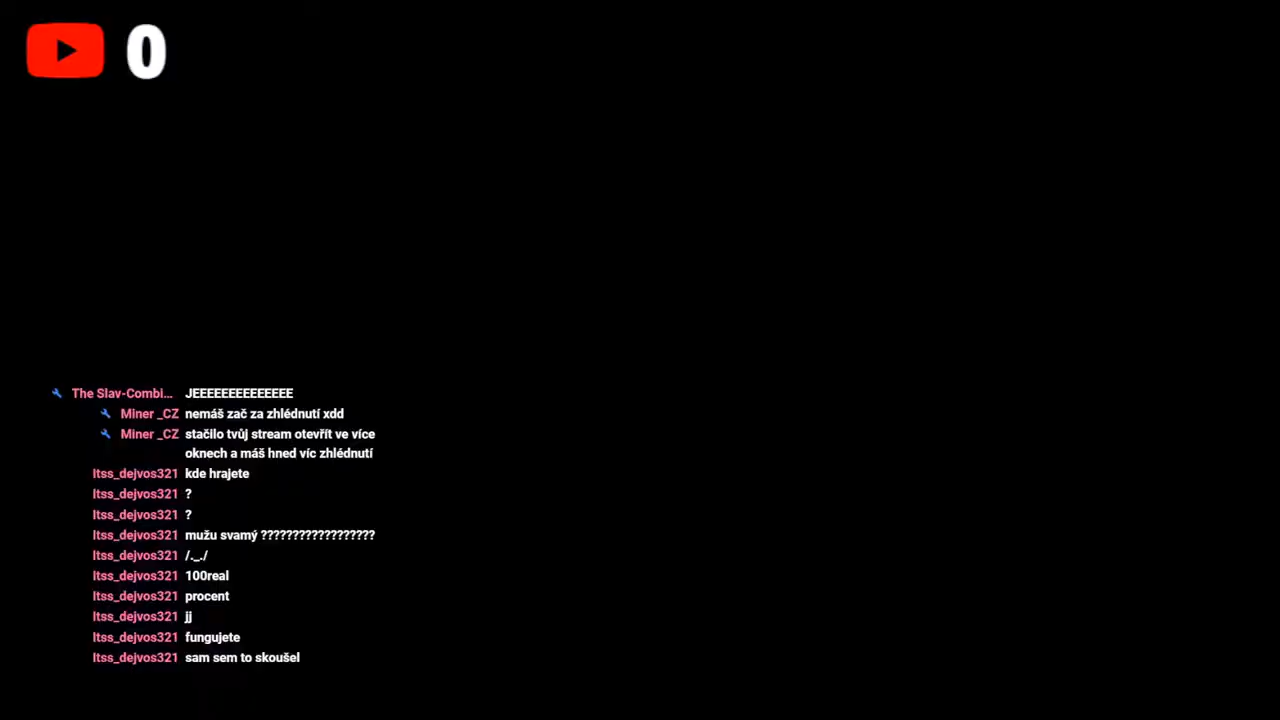 0
The Slav-Combi... JEEEEEEEEEEEEEE
Miner _CZ nemáš zač za zhlédnutí xdd
Miner _CZ stačilo tvůj stream otevřít ve více
oknech a máš hned víc zhlédnutí
Itss_dejvos321 kde hrajete
Itss_dejvos321 ?
Itss_dejvos321 ?
Itss_dejvos321 mužu svamý ??????????????????
Itss_dejvos321 /._./
Itss_dejvos321 100real
Itss_dejvos321 procent
Itss_dejvos321 jj
Itss_dejvos321 fungujete
Itss_dejvos321 sam sem to skoušel